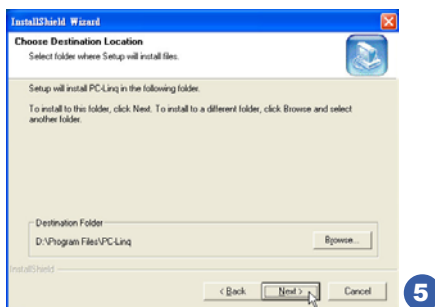 InstallShield Wizard
Choose Destination Location
Select folder where Setup will install files.
Setup will install PC-Linq in the following folder.
To install to this folder, click Next. To install to a different folder, click Browse and select
another folder.
Destination Folder
D:\Program Files\PC-Linq
Browse...
InstallShield
< Back
Next >
Cancel
5